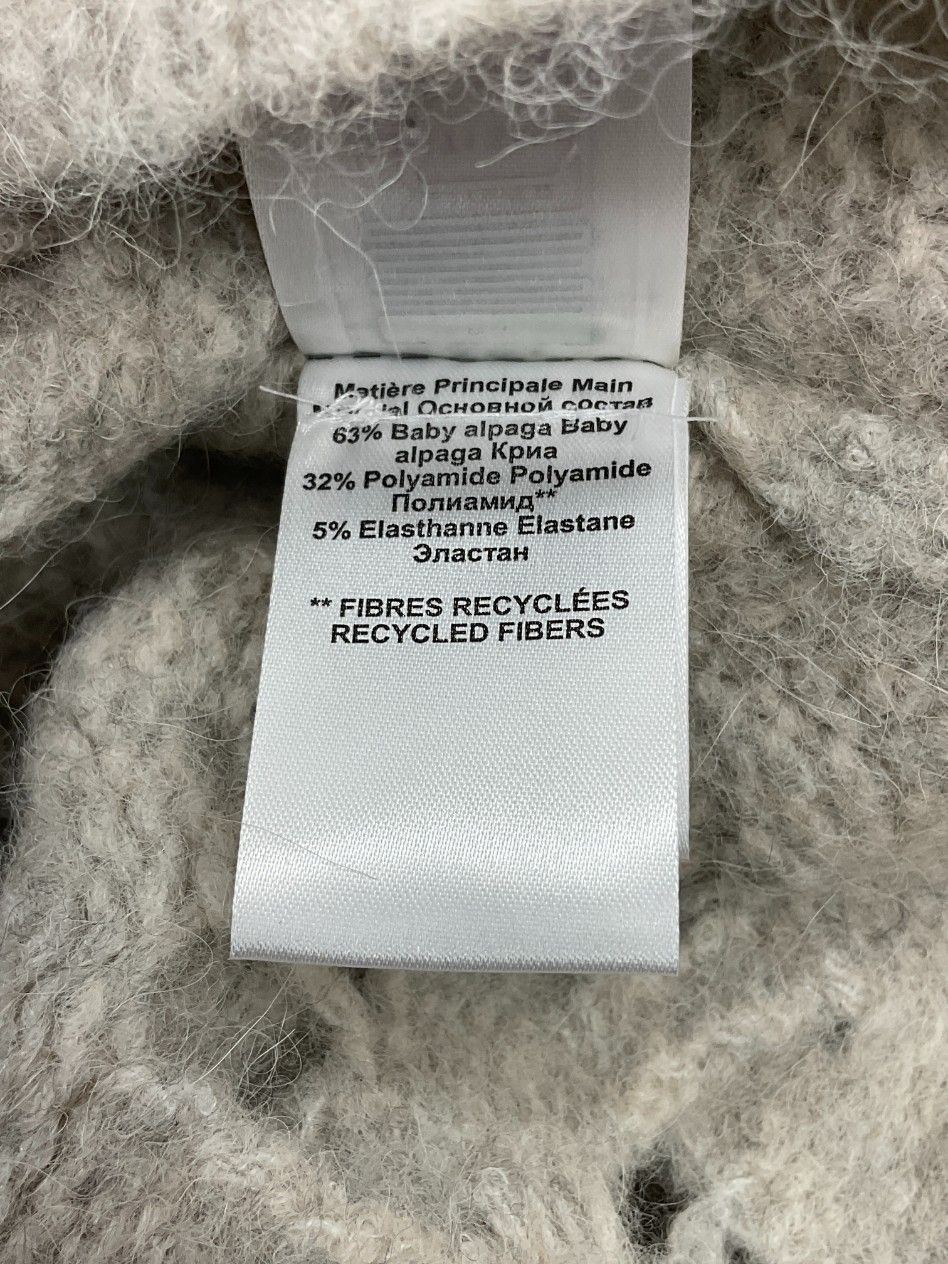 Matière Principale Main
Основной состав
63% Baby alpaga Baby
alpaga Криа
32% Polyamide Polyamide
Полиамид**
5% Elasthanne Elastane
Эластан
** FIBRES RECYCLÉES
RECYCLED FIBERS